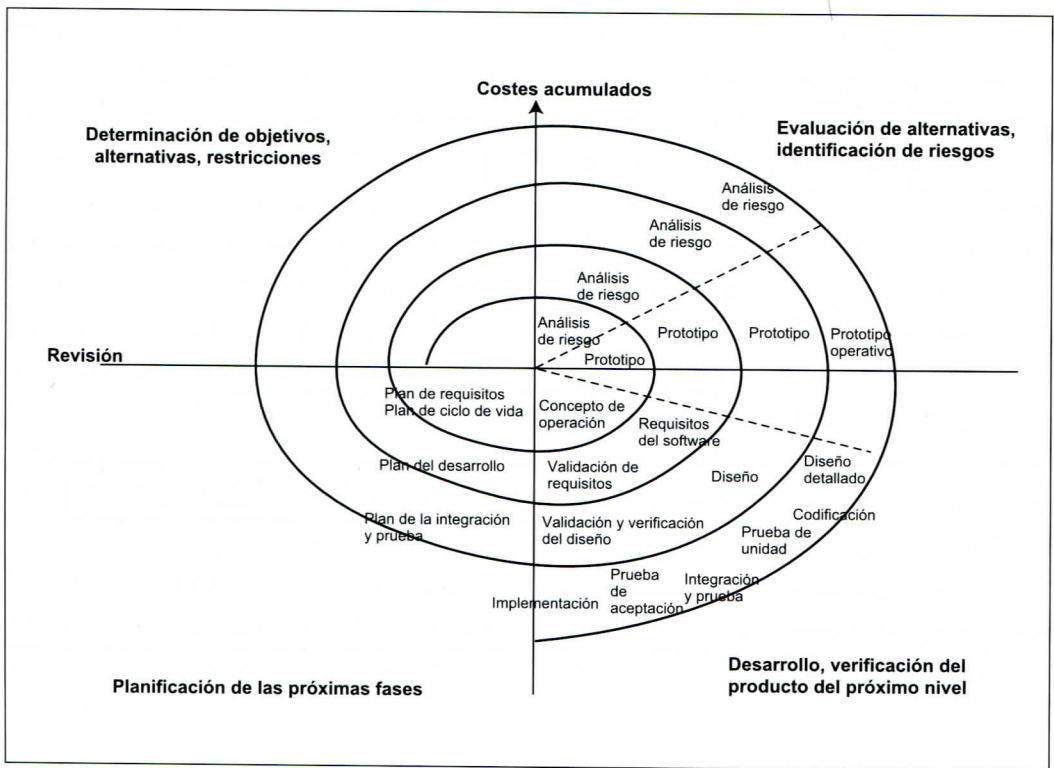 Costes acumulados
Determinación de objetivos,
alternativas, restricciones
Evaluación de alternativas,
identificación de riesgos
Análisis
de riesgo
Análisis
de riesgo
Análisis
de riesgo
Análisis
de riesgo
Prototipo
Prototipo
Prototipo
Prototipo
operativo
Revisión
Plan de requisitos
Plan de ciclo de vida
Concepto de
operación
Requisitos
del software
Plan del desarrollo
Validación de
requisitos
Diseño
Diseño
detallado
Plan de la integración
y prueba
Validación y verificación
del diseño
Codificación
Prueba de
unidad
Implementación
Prueba
de
aceptación
Integración
y prueba
Planificación de las próximas fases
Desarrollo, verificación del
producto del próximo nivel